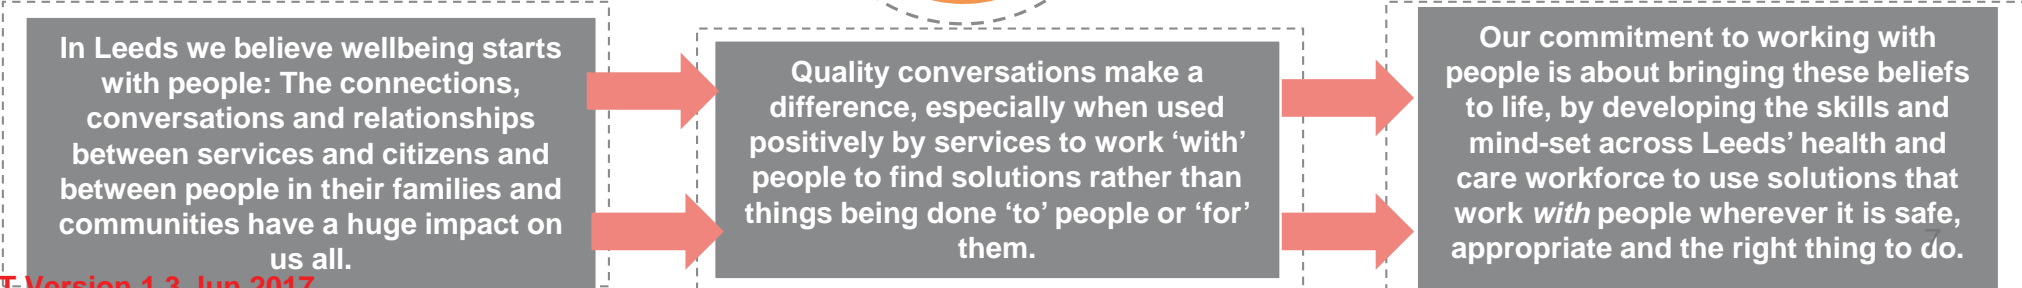 In Leeds we believe wellbeing starts
with people: The connections,
conversations and relationships
between services and citizens and
between people in their families and
communities have a huge impact on
us all.
Quality conversations make a
difference, especially when used
positively by services to work ‘with’
people to find solutions rather than
things being done ‘to’ people or ‘for’
them.
Our commitment to working with
people is about bringing these beliefs
to life, by developing the skills and
mind-set across Leeds’ health and
care workforce to use solutions that
work with people wherever it is safe,
appropriate and the right thing to do.
7
T Version 1.3 Jun 2017